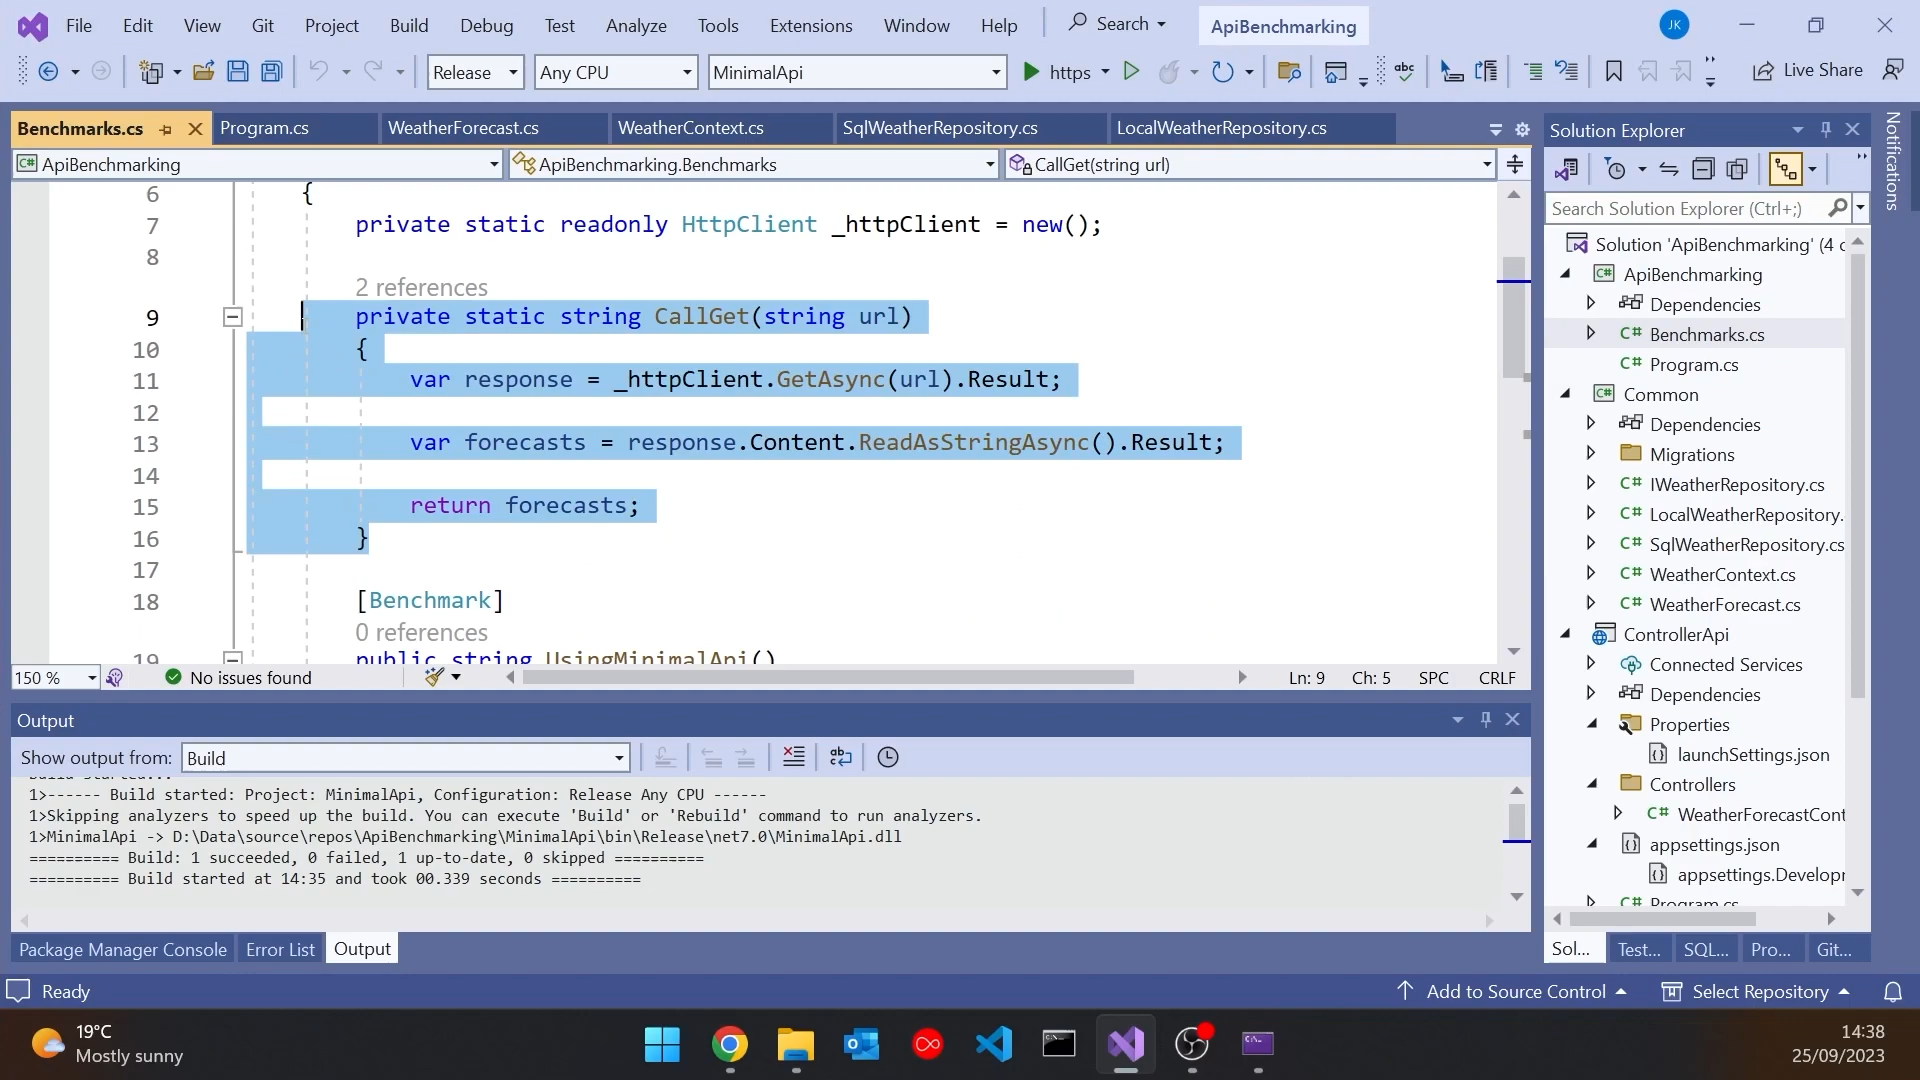 File Edit View Git Project Build Debug Test Analyze Tools Extensions Window Help Search ApiBenchmarking JK
Release Any CPU MinimalApi https Live Share
Benchmarks.cs Program.cs WeatherForecast.cs WeatherContext.cs SqlWeatherRepository.cs LocalWeatherRepository.cs
ApiBenchmarking ApiBenchmarking.Benchmarks CallGet(string url)
6 {
7 private static readonly HttpClient _httpClient = new();
8
2 references
9 private static string CallGet(string url)
10 {
11 var response = _httpClient.GetAsync(url).Result;
12
13 var forecasts = response.Content.ReadAsStringAsync().Result;
14
15 return forecasts;
16 }
17
18 [Benchmark]
0 references
19 public string UsingMinimalApi()
150 % No issues found Ln: 9 Ch: 5 SPC CRLF
Output
Show output from: Build
Build started...
1>------ Build started: Project: MinimalApi, Configuration: Release Any CPU ------
1>Skipping analyzers to speed up the build. You can execute 'Build' or 'Rebuild' command to run analyzers.
1>MinimalApi -> D:\Data\source\repos\ApiBenchmarking\MinimalApi\bin\Release\net7.0\MinimalApi.dll
========== Build: 1 succeeded, 0 failed, 1 up-to-date, 0 skipped ==========
========== Build started at 14:35 and took 00.339 seconds ==========
Package Manager Console Error List Output
Solution Explorer
Search Solution Explorer (Ctrl+;)
Solution 'ApiBenchmarking' (4 c
ApiBenchmarking
Dependencies
C# Benchmarks.cs
C# Program.cs
Common
Dependencies
Migrations
C# IWeatherRepository.cs
C# LocalWeatherRepository.
C# SqlWeatherRepository.cs
C# WeatherContext.cs
C# WeatherForecast.cs
ControllerApi
Connected Services
Dependencies
Properties
launchSettings.json
Controllers
C# WeatherForecastCont
appsettings.json
appsettings.Develop
C# Program.cs
Sol... Test... SQL... Pro... Git...
Notifications
Ready Add to Source Control Select Repository
19°C
Mostly sunny
14:38
25/09/2023